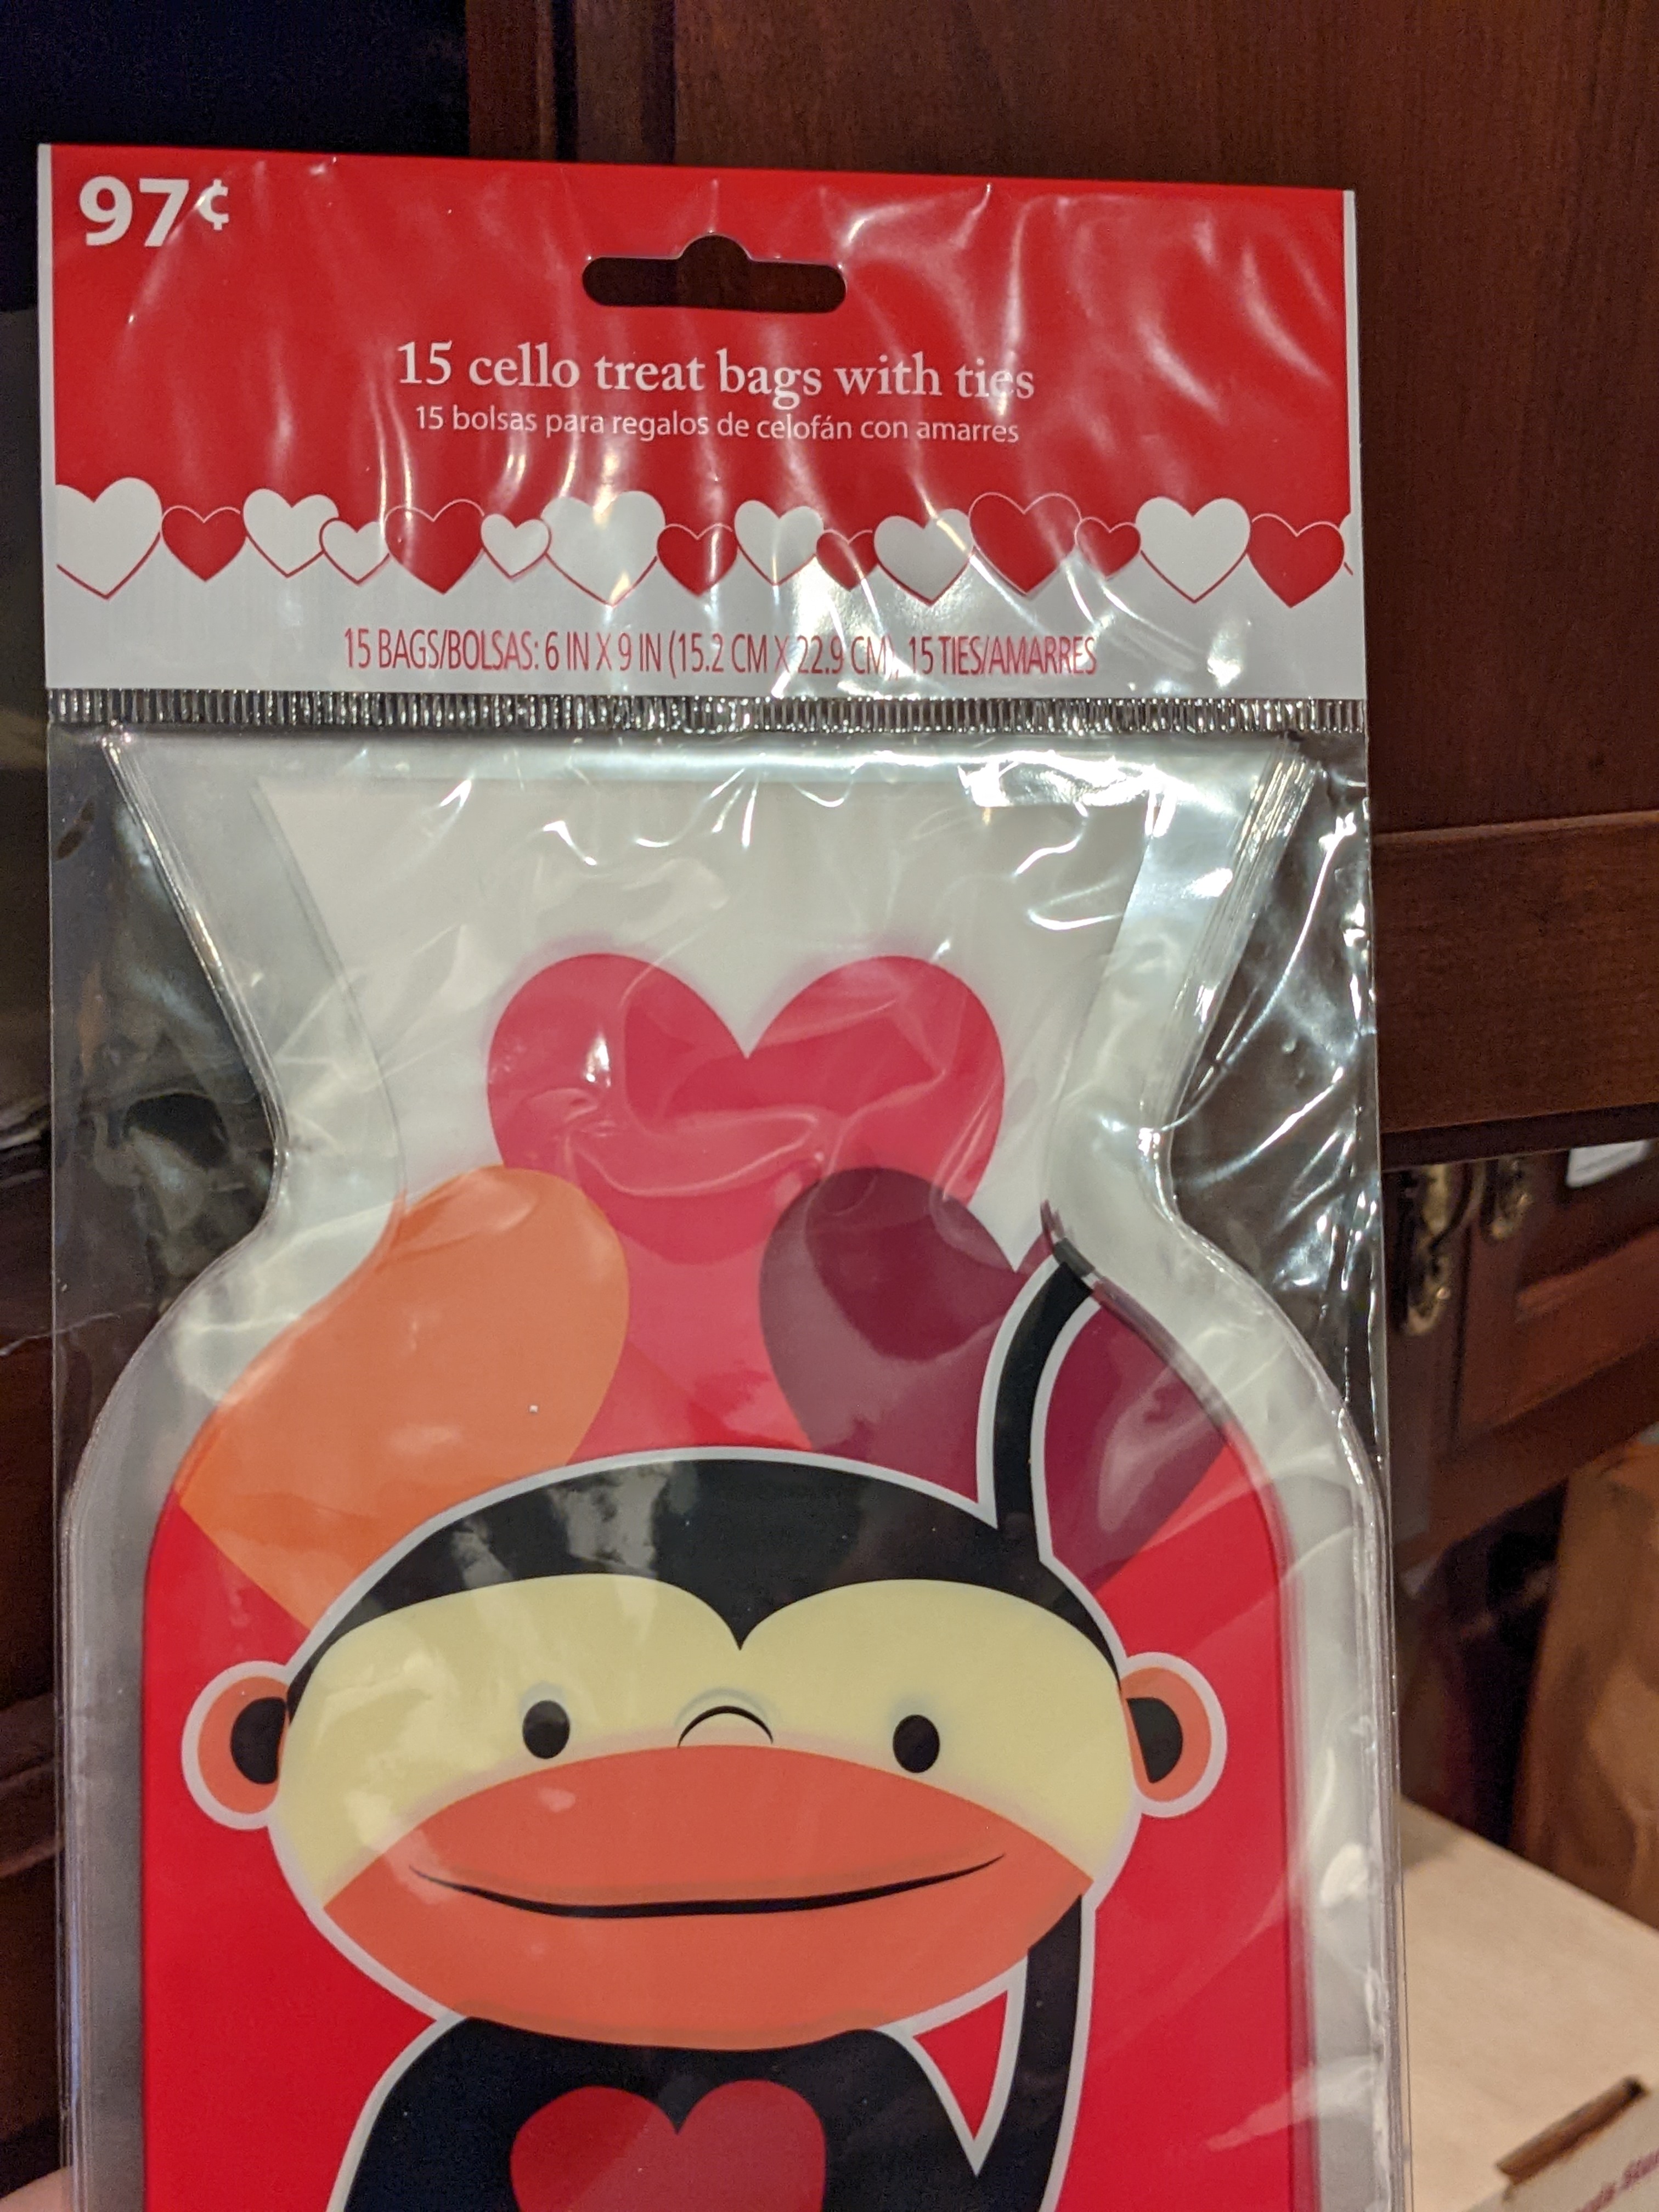 97¢
15 cello treat bags with ties
15 bolsas para regalos de celofán con amarres
15 BAGS/BOLSAS: 6 IN X 9 IN (15.2 CM X 22.9 CM), 15 TIES/AMARRES